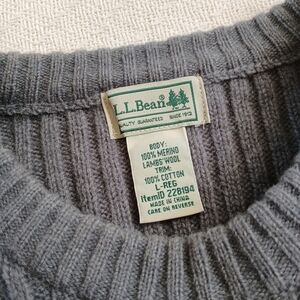 L.L.Bean®
QUALITY GUARANTEED SINCE 1912
BODY:
100% MERINO
LAMBS' WOOL
TRIM:
100% COTTON
L-REG
ItemID 228194
MADE IN CHINA
CARE ON REVERSE